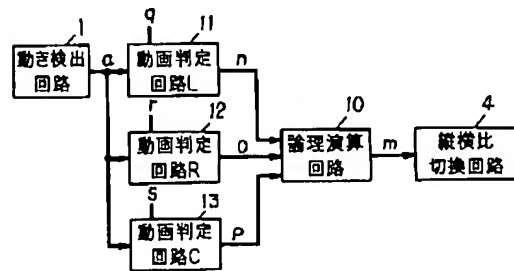 1
動き検出
回路
a
q
11
動画判定
回路L
n
r
12
動画判定
回路R
o
s
13
動画判定
回路C
p
10
論理演算
回路
m
4
縦横比
切換回路